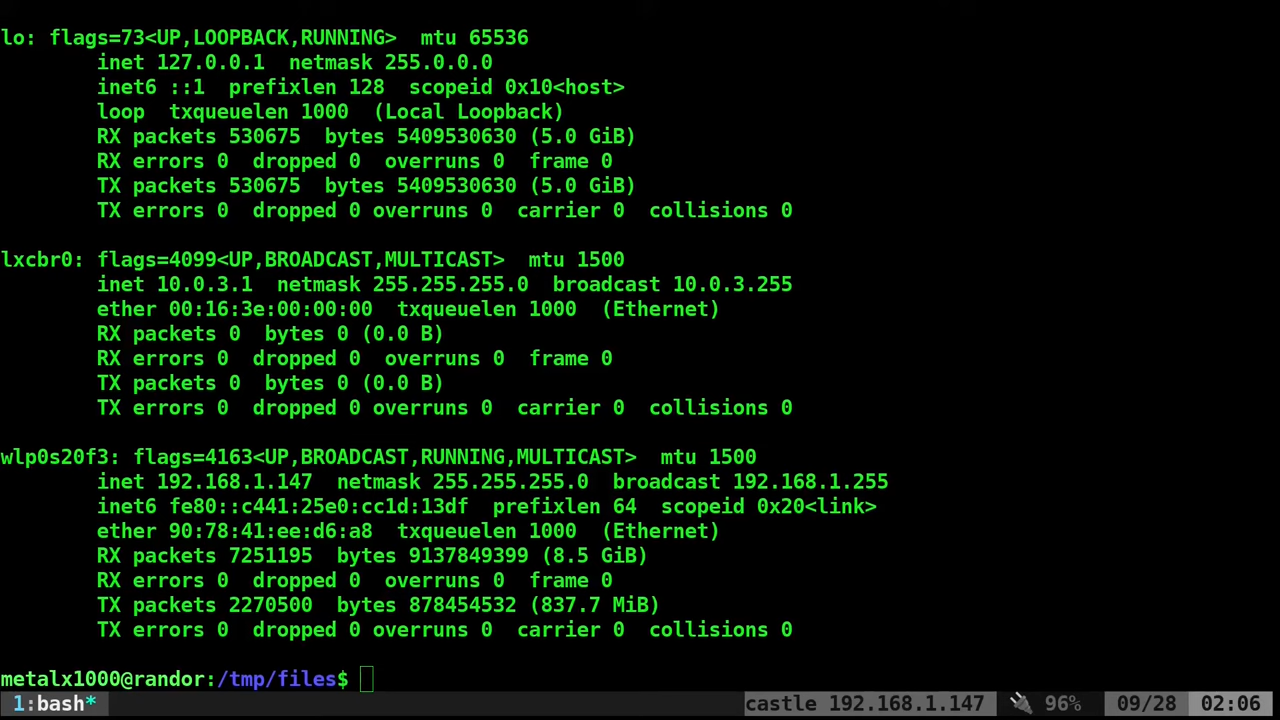 lo: flags=73<UP,LOOPBACK,RUNNING>  mtu 65536
        inet 127.0.0.1  netmask 255.0.0.0
        inet6 ::1  prefixlen 128  scopeid 0x10<host>
        loop  txqueuelen 1000  (Local Loopback)
        RX packets 530675  bytes 5409530630 (5.0 GiB)
        RX errors 0  dropped 0  overruns 0  frame 0
        TX packets 530675  bytes 5409530630 (5.0 GiB)
        TX errors 0  dropped 0 overruns 0  carrier 0  collisions 0

lxcbr0: flags=4099<UP,BROADCAST,MULTICAST>  mtu 1500
        inet 10.0.3.1  netmask 255.255.255.0  broadcast 10.0.3.255
        ether 00:16:3e:00:00:00  txqueuelen 1000  (Ethernet)
        RX packets 0  bytes 0 (0.0 B)
        RX errors 0  dropped 0  overruns 0  frame 0
        TX packets 0  bytes 0 (0.0 B)
        TX errors 0  dropped 0 overruns 0  carrier 0  collisions 0

wlp0s20f3: flags=4163<UP,BROADCAST,RUNNING,MULTICAST>  mtu 1500
        inet 192.168.1.147  netmask 255.255.255.0  broadcast 192.168.1.255
        inet6 fe80::c441:25e0:cc1d:13df  prefixlen 64  scopeid 0x20<link>
        ether 90:78:41:ee:d6:a8  txqueuelen 1000  (Ethernet)
        RX packets 7251195  bytes 9137849399 (8.5 GiB)
        RX errors 0  dropped 0  overruns 0  frame 0
        TX packets 2270500  bytes 878454532 (837.7 MiB)
        TX errors 0  dropped 0 overruns 0  carrier 0  collisions 0

metalx1000@randor:/tmp/files$
1:bash* castle 192.168.1.147 🔌 96% 09/28 02:06